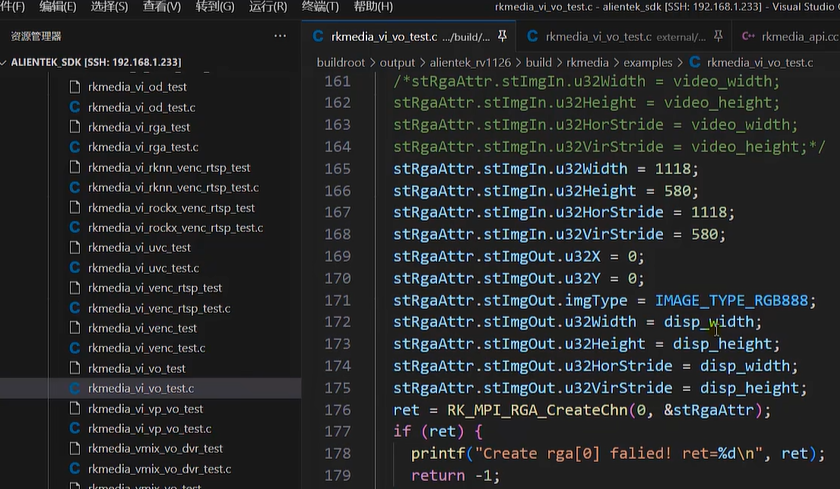 件(F) 编辑(E) 选择(S) 查看(V) 转到(G) 运行(R) 终端(T) 帮助(H) rkmedia_vi_vo_test.c - alientek_sdk [SSH: 192.168.1.233] - Visual Studio
资源管理器 ···
rkmedia_vi_vo_test.c .../build/... rkmedia_vi_vo_test.c external/... rkmedia_api.cc
ALIENTEK_SDK [SSH: 192.168.1.233]
buildroot > output > alientek_rv1126 > build > rkmedia > examples > C rkmedia_vi_vo_test.c
rkmedia_vi_od_test
rkmedia_vi_od_test.c
rkmedia_vi_rga_test
rkmedia_vi_rga_test.c
rkmedia_vi_rknn_venc_rtsp_test
rkmedia_vi_rknn_venc_rtsp_test.c
rkmedia_vi_rockx_venc_rtsp_test
rkmedia_vi_rockx_venc_rtsp_test.c
rkmedia_vi_uvc_test
rkmedia_vi_uvc_test.c
rkmedia_vi_venc_rtsp_test
rkmedia_vi_venc_rtsp_test.c
rkmedia_vi_venc_test
rkmedia_vi_venc_test.c
rkmedia_vi_vo_test
rkmedia_vi_vo_test.c
rkmedia_vi_vp_vo_test
rkmedia_vi_vp_vo_test.c
rkmedia_vmix_vo_dvr_test
rkmedia_vmix_vo_dvr_test.c
rkmedia_vmix_vo_test
161 /*stRgaAttr.stImgIn.u32Width = video_width;
162 stRgaAttr.stImgIn.u32Height = video_height;
163 stRgaAttr.stImgIn.u32HorStride = video_width;
164 stRgaAttr.stImgIn.u32VirStride = video_height;*/
165 stRgaAttr.stImgIn.u32Width = 1118;
166 stRgaAttr.stImgIn.u32Height = 580;
167 stRgaAttr.stImgIn.u32HorStride = 1118;
168 stRgaAttr.stImgIn.u32VirStride = 580;
169 stRgaAttr.stImgOut.u32X = 0;
170 stRgaAttr.stImgOut.u32Y = 0;
171 stRgaAttr.stImgOut.imgType = IMAGE_TYPE_RGB888;
172 stRgaAttr.stImgOut.u32Width = disp_width;
173 stRgaAttr.stImgOut.u32Height = disp_height;
174 stRgaAttr.stImgOut.u32HorStride = disp_width;
175 stRgaAttr.stImgOut.u32VirStride = disp_height;
176 ret = RK_MPI_RGA_CreateChn(0, &stRgaAttr);
177 if (ret) {
178 printf("Create rga[0] falied! ret=%d\n", ret);
179 return -1;